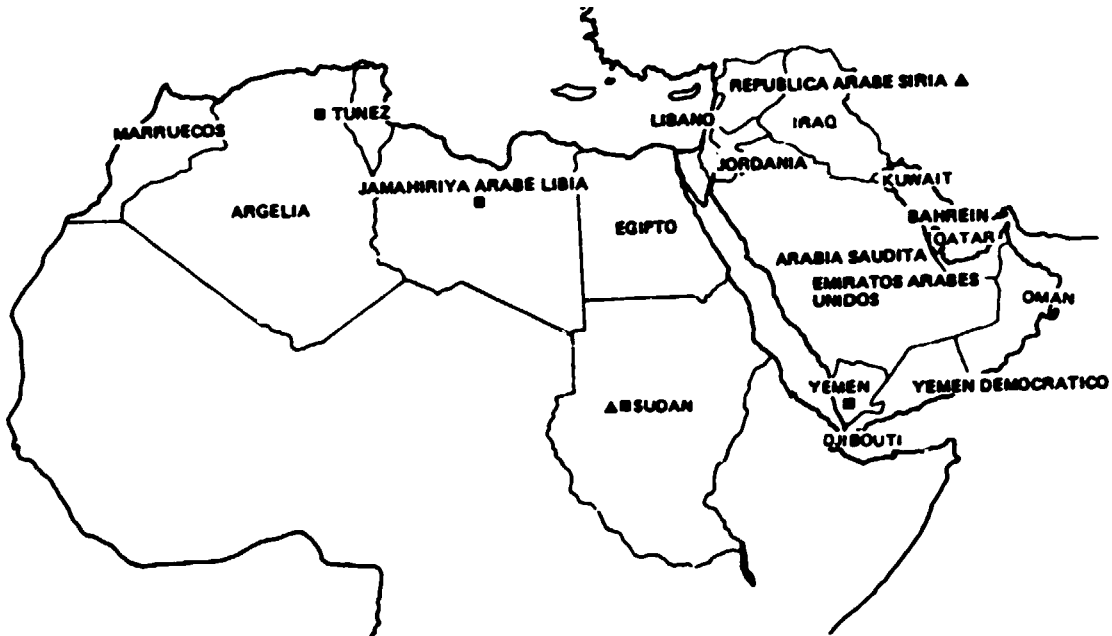 REPUBLICA ARABE SIRIA
TUNEZ
LIBANO
IRAQ
MARRUECOS
JORDANIA
KUWAIT
JAMAHIRIYA ARABE LIBIA
ARGELIA
BAHREIN
EGIPTO
QATAR
ARABIA SAUDITA
EMIRATOS ARABES
UNIDOS
OMAN
YEMEN
YEMEN DEMOCRATICO
SUDAN
DJIBOUTI